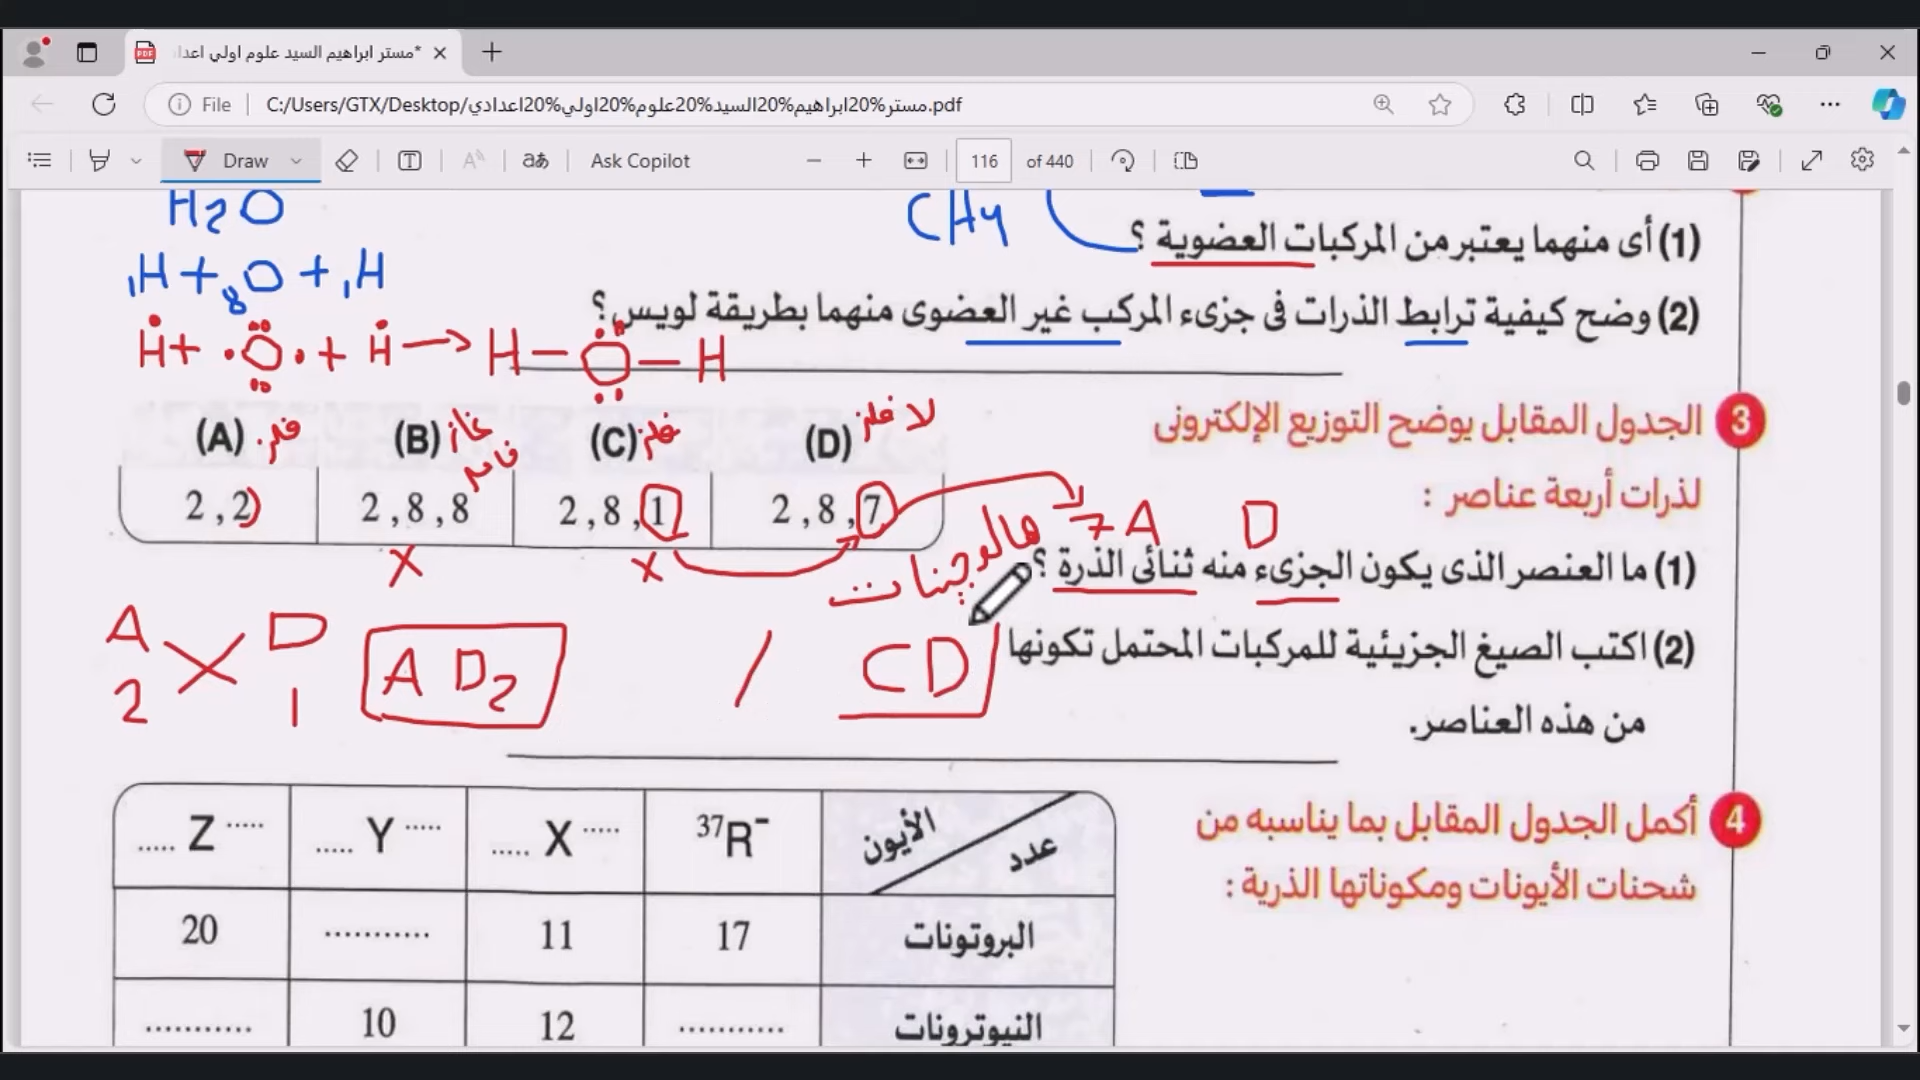 مستر ابراهيم السيد علوم اولي اعدا*
File
C:/Users/GTX/Desktop/مستر%20ابراهيم%20السيد%20علوم%20اولي%20اعدادي.pdf
Draw
aあ
Ask Copilot
116 of 440
H2O
CH4
(1) أى منهما يعتبر من المركبات العضوية ؟
1H + 8O + 1H
(2) وضح كيفية ترابط الذرات فى جزىء المركب غير العضوى منهما بطريقة لويس؟
H + O + H → H – O – H
3 الجدول المقابل يوضح التوزيع الإلكترونى
لذرات أربعة عناصر :
(A) فلز (B) غاز خامل (C) فلز (D) لا فلز
2 , 2 2 , 8 , 8 2 , 8 , 1 2 , 8 , 7
X X
7A D
هالوجينات
(1) ما العنصر الذى يكون الجزىء منه ثنائى الذرة ؟
(2) اكتب الصيغ الجزيئية للمركبات المحتمل تكونها
من هذه العناصر.
A D
2 1
AD2 / CD
4 أكمل الجدول المقابل بما يناسبه من
شحنات الأيونات ومكوناتها الذرية :
..... Z ..... ..... Y ..... ..... X ..... 37R- الأيون عدد
20 ........... 11 17 البروتونات
........... 10 12 ........... النيوترونات